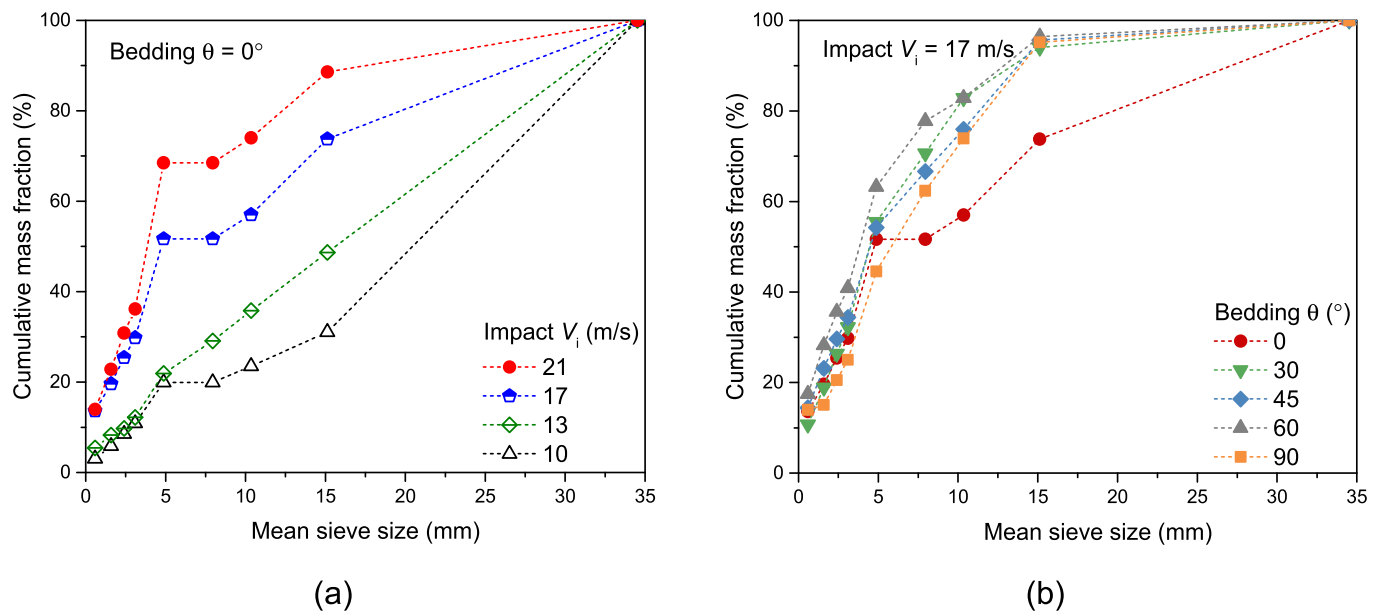 Bedding θ = 0°
Cumulative mass fraction (%)
100
80
60
40
20
0
Impact Vi (m/s)
21
17
13
10
0 5 10 15 20 25 30 35
Mean sieve size (mm)
(a)
Impact Vi = 17 m/s
Cumulative mass fraction (%)
100
80
60
40
20
0
Bedding θ (°)
0
30
45
60
90
0 5 10 15 20 25 30 35
Mean sieve size (mm)
(b)